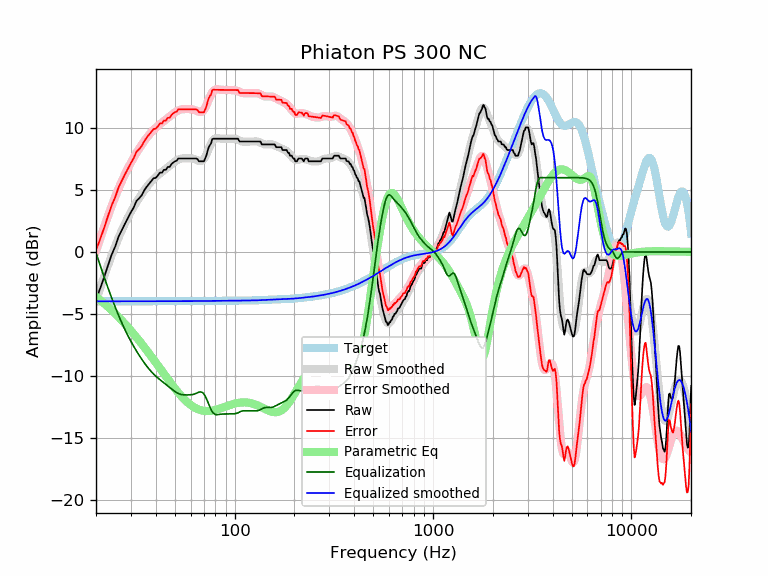 Phiaton PS 300 NC
Amplitude (dBr)
10
5
0
−5
−10
−15
−20
Target
Raw Smoothed
Error Smoothed
Raw
Error
Parametric Eq
Equalization
Equalized smoothed
100
1000
10000
Frequency (Hz)